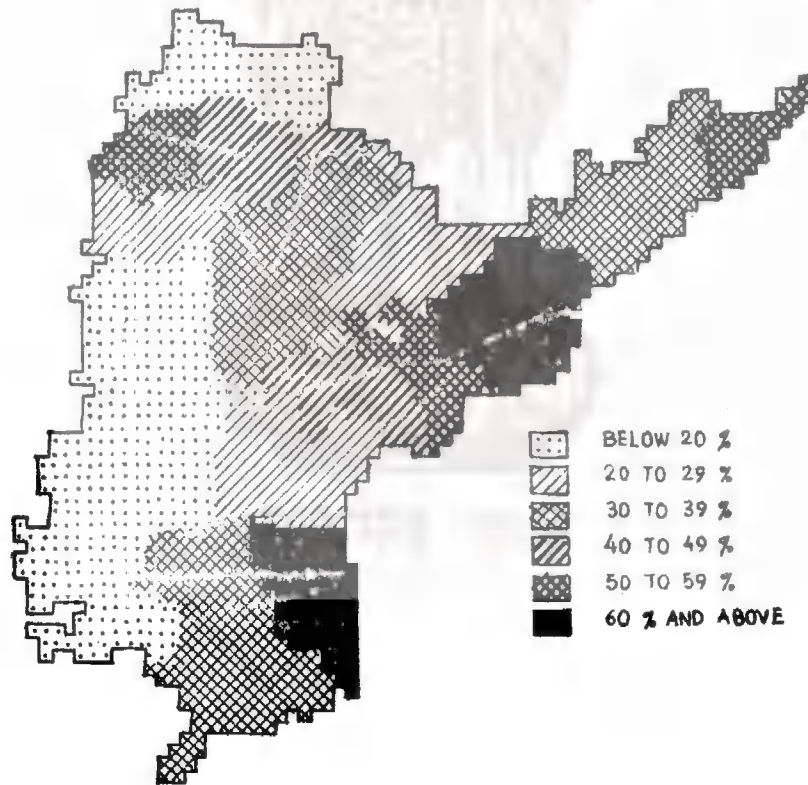 BELOW 20 %
20 TO 29 %
30 TO 39 %
40 TO 49 %
50 TO 59 %
60 % AND ABOVE